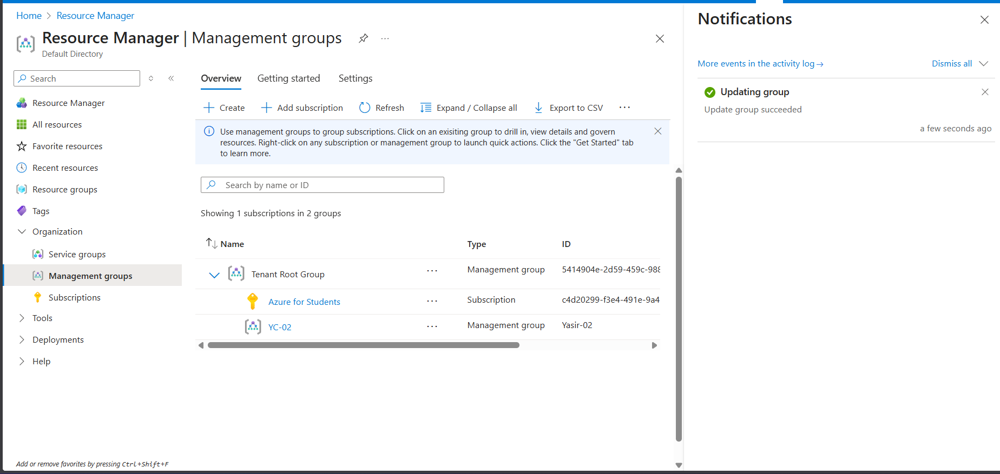 Home > Resource Manager
Resource Manager | Management groups
Default Directory
Search
Resource Manager
All resources
Favorite resources
Recent resources
Resource groups
Tags
Organization
Service groups
Management groups
Subscriptions
Tools
Deployments
Help
Add or remove favorites by pressing Ctrl+Shift+F
Overview Getting started Settings
Create Add subscription Refresh Expand / Collapse all Export to CSV ...
Use management groups to group subscriptions. Click on an exisiting group to drill in, view details and govern
resources. Right-click on any subscription or management group to launch quick actions. Click the "Get Started" tab
to learn more.
Search by name or ID
Showing 1 subscriptions in 2 groups
Name Type ID
Tenant Root Group ... Management group 5414904e-2d59-459c-988
Azure for Students ... Subscription c4d20299-f3e4-491e-9a4
YC-02 ... Management group Yasir-02
Notifications
More events in the activity log → Dismiss all
Updating group
Update group succeeded
a few seconds ago